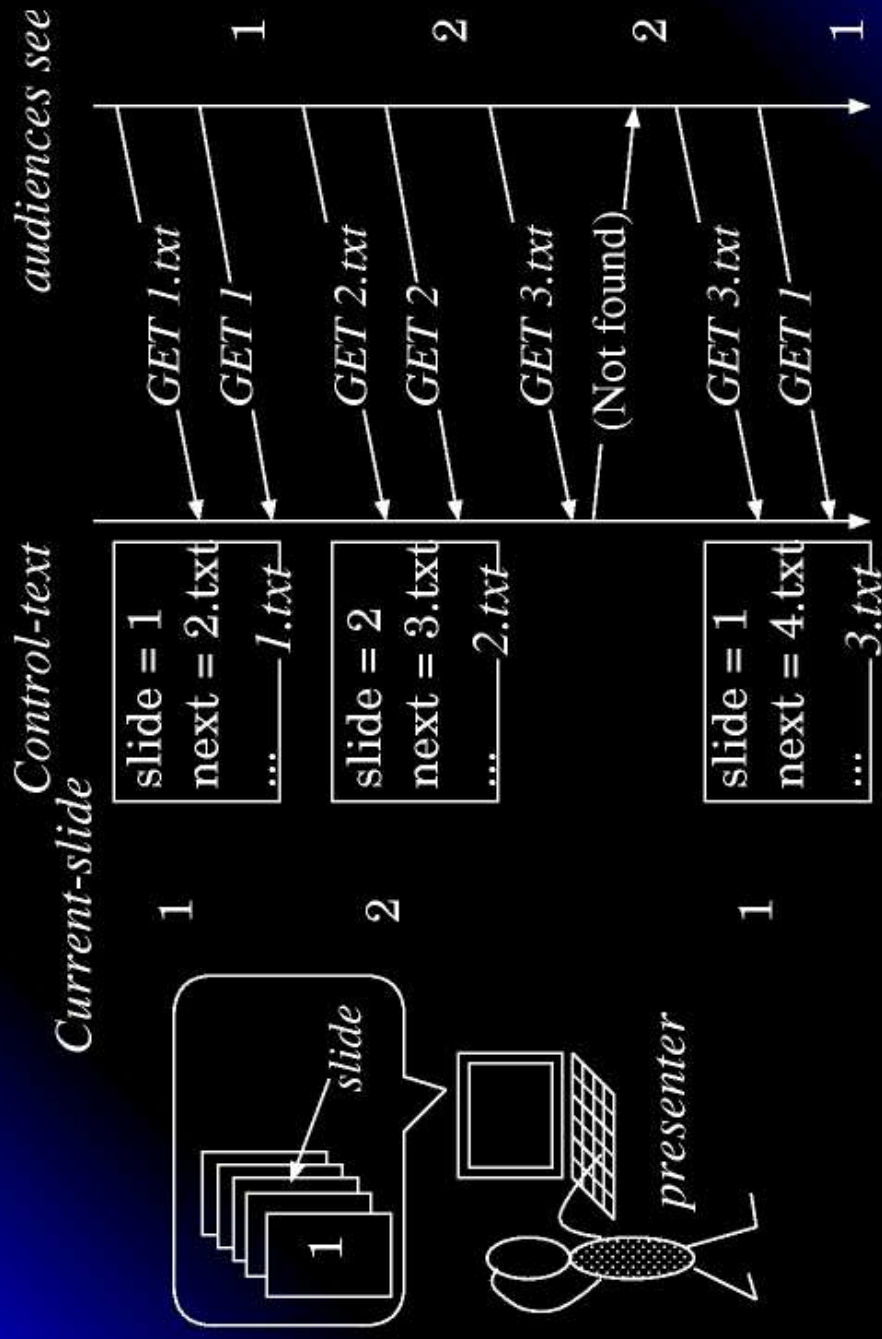 Current-slide
Control-text
audiences see
1
slide
presenter
1
2
1
slide = 1
next = 2.txt
...
1.txt
slide = 2
next = 3.txt
...
2.txt
slide = 1
next = 4.txt
...
3.txt
GET 1.txt
GET 1
GET 2.txt
GET 2
GET 3.txt
(Not found)
GET 3.txt
GET 1
1
2
2
1